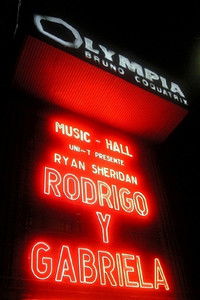 OLYMPIA
BRUNO COQUATRIX
MUSIC - HALL
UNI-T PRESENTE
RYAN SHERIDAN
RODRIGO
Y
GABRIELA